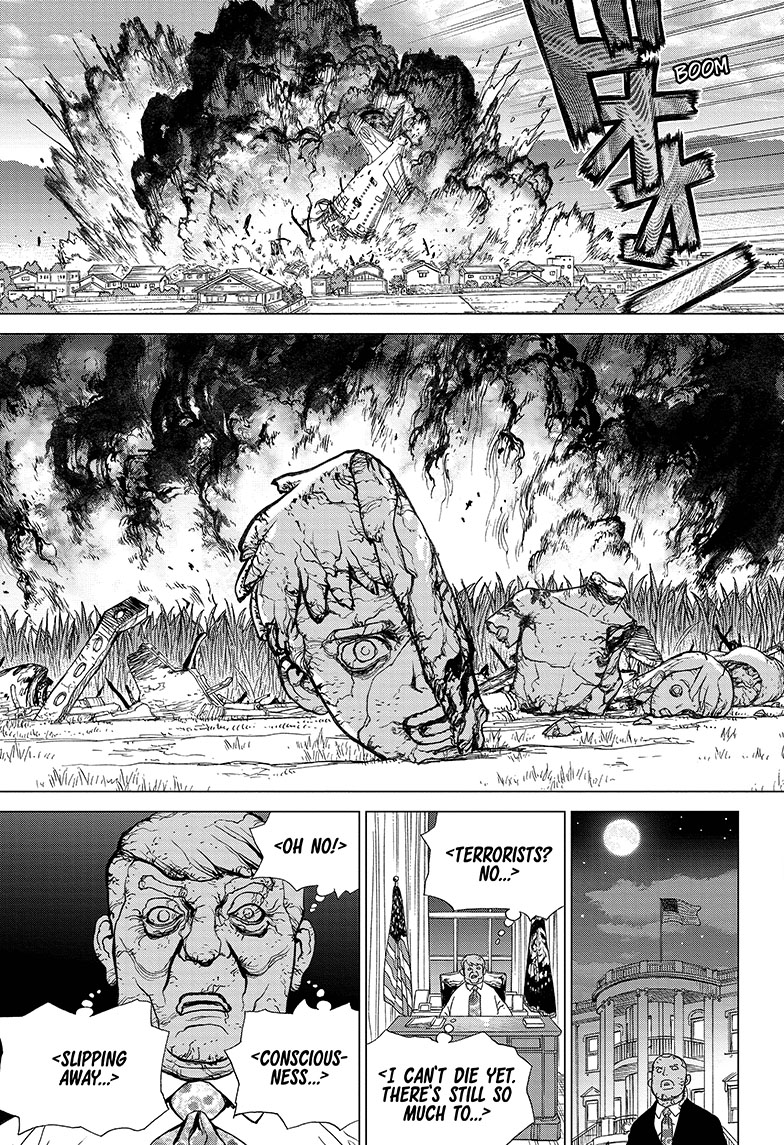 BOOM
<TERRORISTS?
NO...>
<I CAN'T DIE YET.
THERE'S STILL SO
MUCH TO...>
<OH NO!>
<CONSCIOUS-
NESS...>
<SLIPPING
AWAY...>